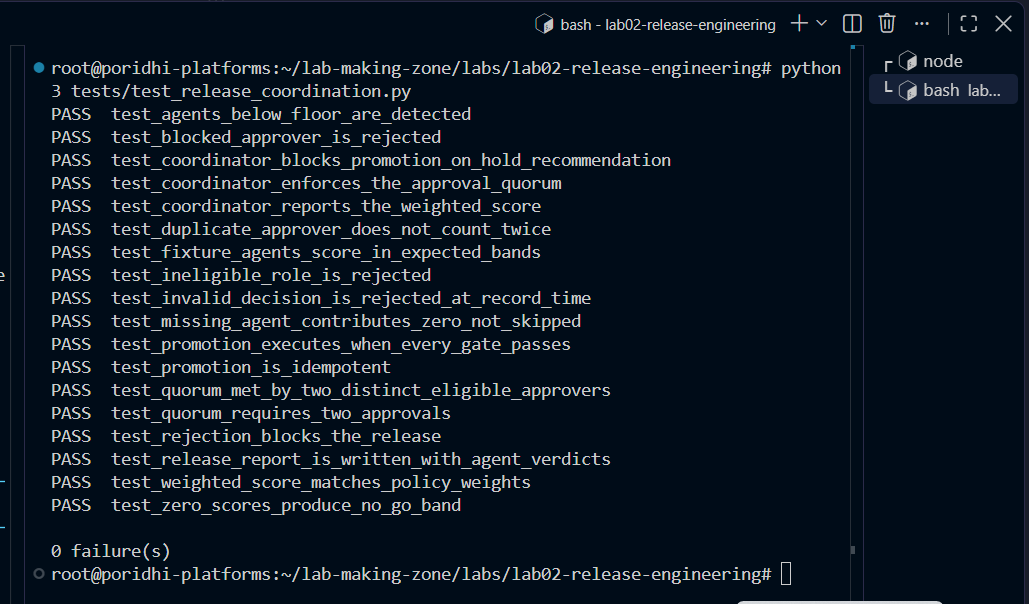 bash - lab02-release-engineering
node
bash lab...
root@poridhi-platforms:~/lab-making-zone/labs/lab02-release-engineering# python
3 tests/test_release_coordination.py
PASS  test_agents_below_floor_are_detected
PASS  test_blocked_approver_is_rejected
PASS  test_coordinator_blocks_promotion_on_hold_recommendation
PASS  test_coordinator_enforces_the_approval_quorum
PASS  test_coordinator_reports_the_weighted_score
PASS  test_duplicate_approver_does_not_count_twice
PASS  test_fixture_agents_score_in_expected_bands
PASS  test_ineligible_role_is_rejected
PASS  test_invalid_decision_is_rejected_at_record_time
PASS  test_missing_agent_contributes_zero_not_skipped
PASS  test_promotion_executes_when_every_gate_passes
PASS  test_promotion_is_idempotent
PASS  test_quorum_met_by_two_distinct_eligible_approvers
PASS  test_quorum_requires_two_approvals
PASS  test_rejection_blocks_the_release
PASS  test_release_report_is_written_with_agent_verdicts
PASS  test_weighted_score_matches_policy_weights
PASS  test_zero_scores_produce_no_go_band
0 failure(s)
root@poridhi-platforms:~/lab-making-zone/labs/lab02-release-engineering#